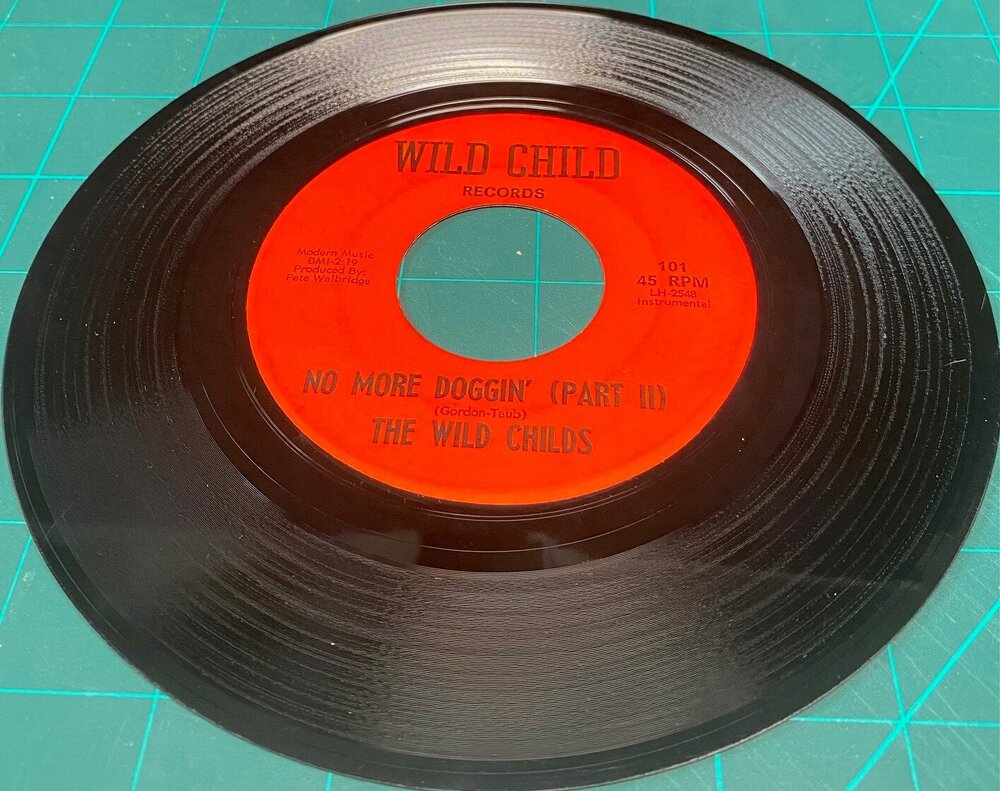 WILD CHILD
RECORDS
Modern Music
BMI-2:19
Produced By:
Pete Walbridge
101
45 RPM
LH-2548
Instrumental
NO MORE DOGGIN' (PART II)
(Gordon-Taub)
THE WILD CHILDS